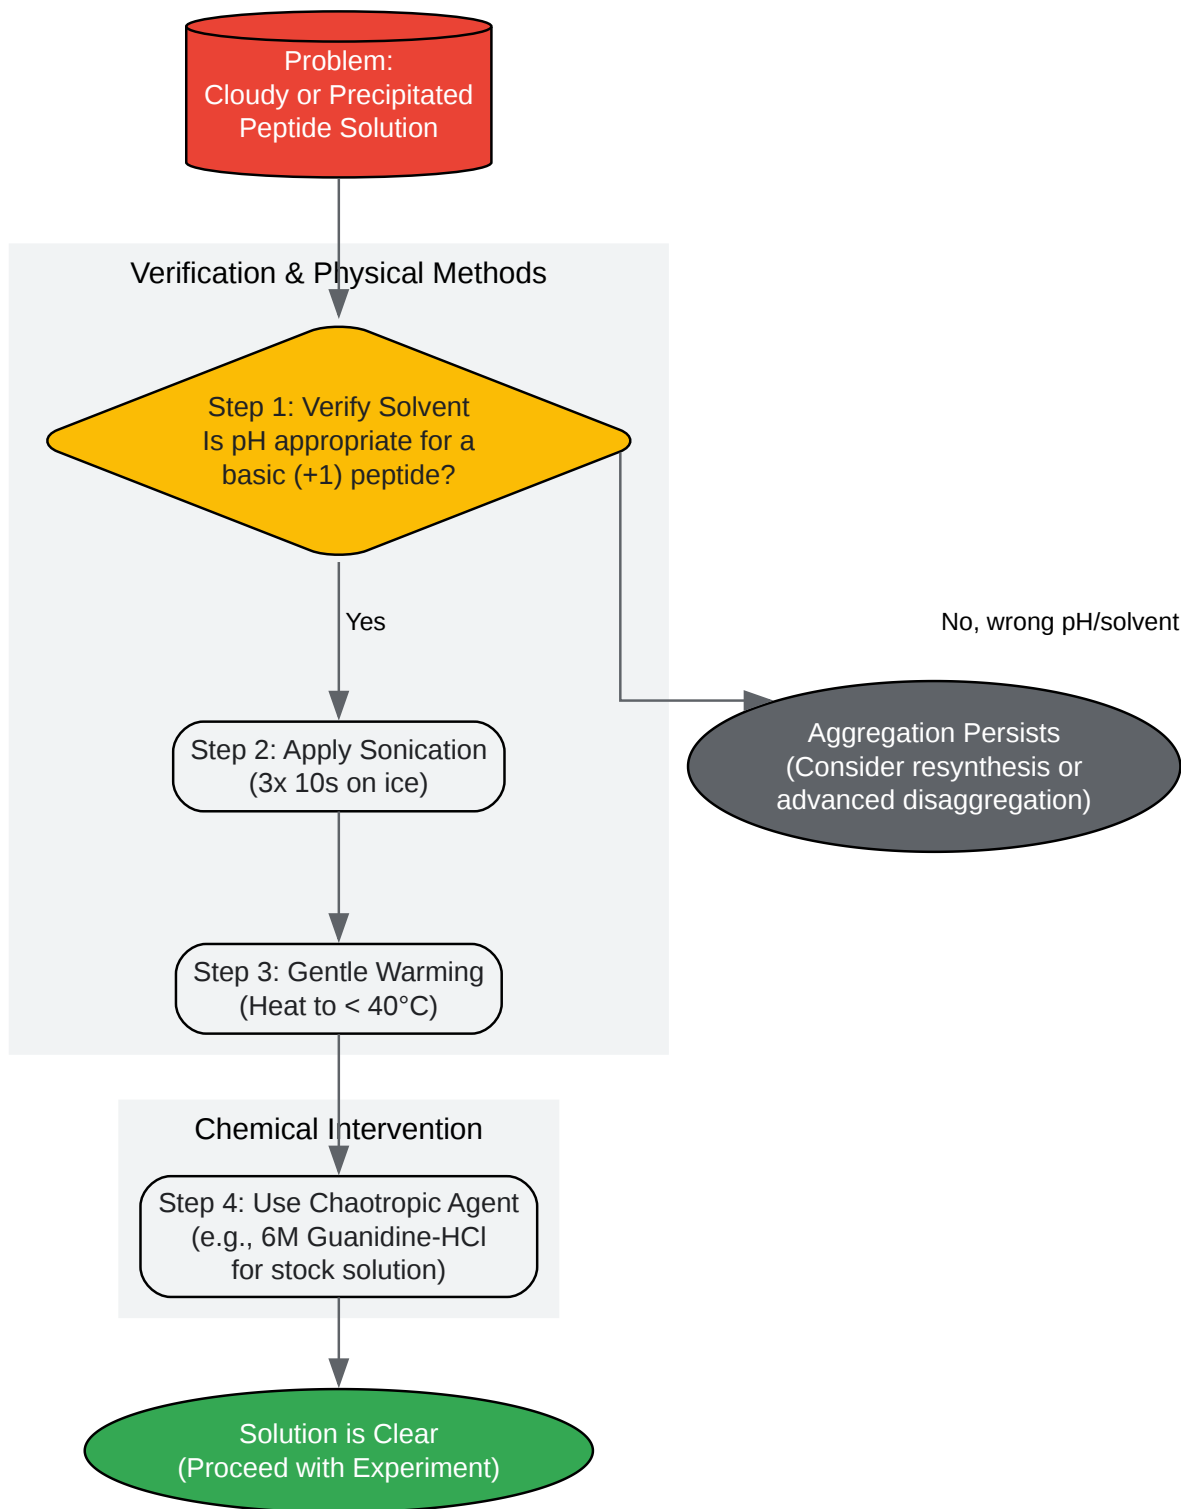 Problem:
Cloudy or Precipitated
Peptide Solution
Verification & Physical Methods
Step 1: Verify Solvent
Is pH appropriate for a
basic (+1) peptide?
Yes
No, wrong pH/solvent
Step 2: Apply Sonication
(3x 10s on ice)
Aggregation Persists
(Consider resynthesis or
advanced disaggregation)
Step 3: Gentle Warming
(Heat to < 40°C)
Chemical Intervention
Step 4: Use Chaotropic Agent
(e.g., 6M Guanidine-HCl
for stock solution)
Solution is Clear
(Proceed with Experiment)